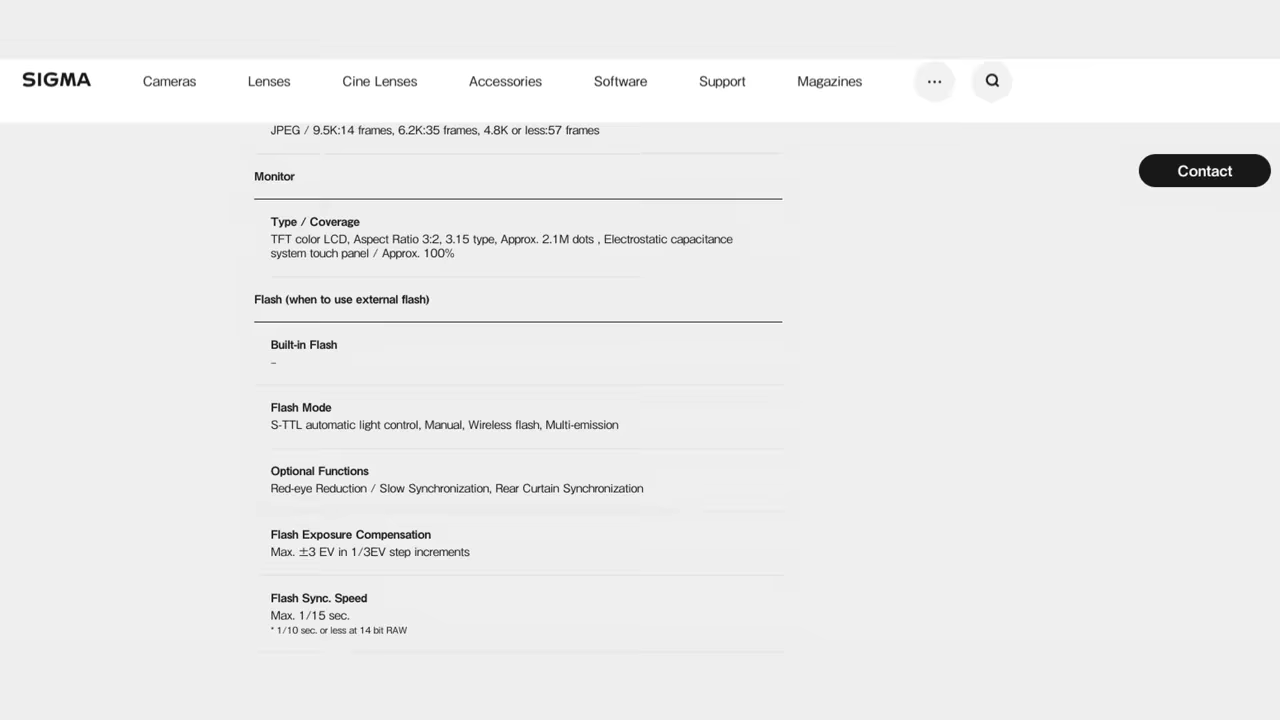 SIGMA
Cameras
Lenses
Cine Lenses
Accessories
Software
Support
Magazines
JPEG / 9.5K:14 frames, 6.2K:35 frames, 4.8K or less:57 frames
Contact
Monitor
Type / Coverage
TFT color LCD, Aspect Ratio 3:2, 3.15 type, Approx. 2.1M dots , Electrostatic capacitance
system touch panel / Approx. 100%
Flash (when to use external flash)
Built-in Flash
–
Flash Mode
S-TTL automatic light control, Manual, Wireless flash, Multi-emission
Optional Functions
Red-eye Reduction / Slow Synchronization, Rear Curtain Synchronization
Flash Exposure Compensation
Max. ±3 EV in 1/3EV step increments
Flash Sync. Speed
Max. 1/15 sec.
* 1/10 sec. or less at 14 bit RAW